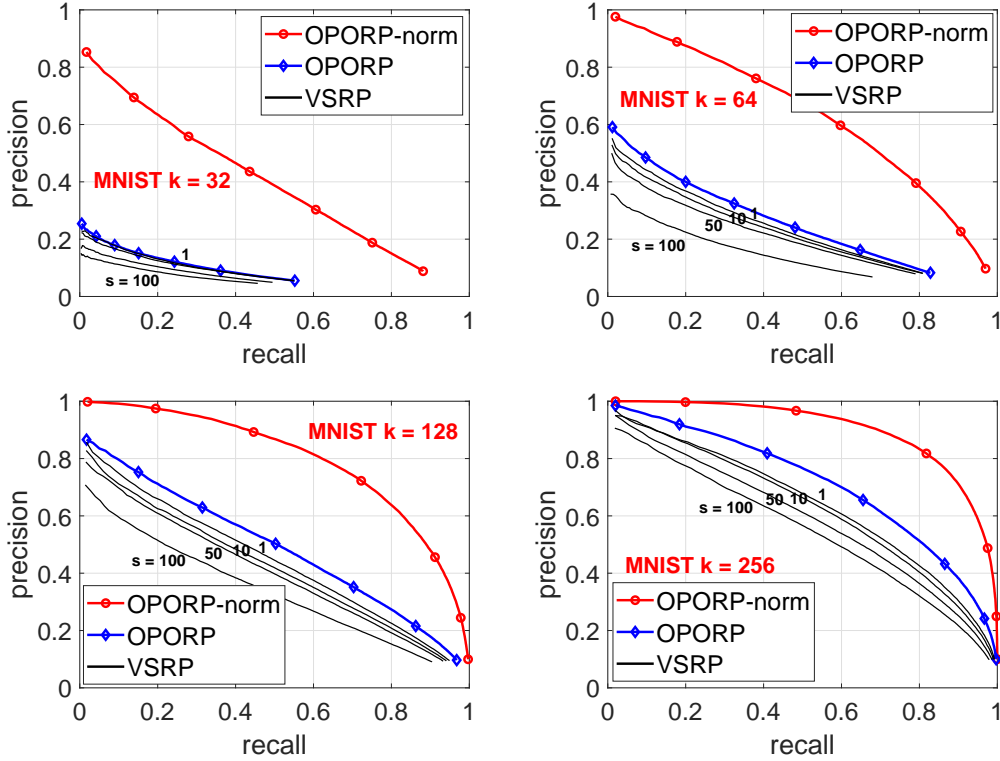 1
0.8
0.6
0.4
0.2
0
0 0.2 0.4 0.6 0.8 1
recall
precision
OPORP-norm
OPORP
VSRP
MNIST k = 32
1
s = 100
1
0.8
0.6
0.4
0.2
0
0 0.2 0.4 0.6 0.8 1
recall
precision
OPORP-norm
OPORP
VSRP
MNIST k = 64
50 10 1
s = 100
1
0.8
0.6
0.4
0.2
0
0 0.2 0.4 0.6 0.8 1
recall
precision
MNIST k = 128
s = 100 50 10 1
OPORP-norm
OPORP
VSRP
1
0.8
0.6
0.4
0.2
0
0 0.2 0.4 0.6 0.8 1
recall
precision
s = 100 50 10 1
MNIST k = 256
OPORP-norm
OPORP
VSRP